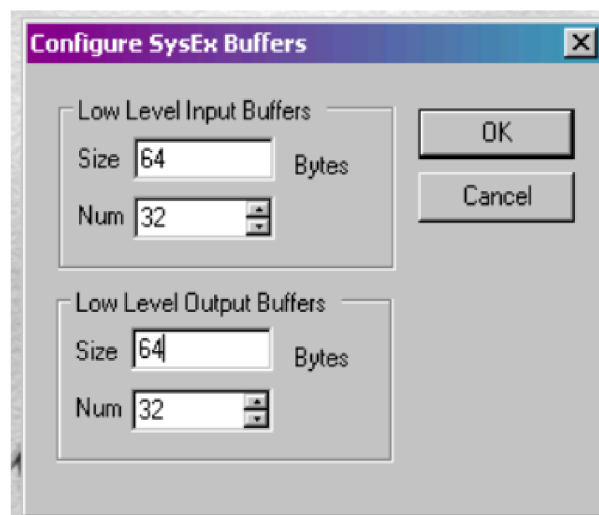 Configure SysEx Buffers
Low Level Input Buffers
Size 64 Bytes
Num 32
OK
Cancel
Low Level Output Buffers
Size 64 Bytes
Num 32